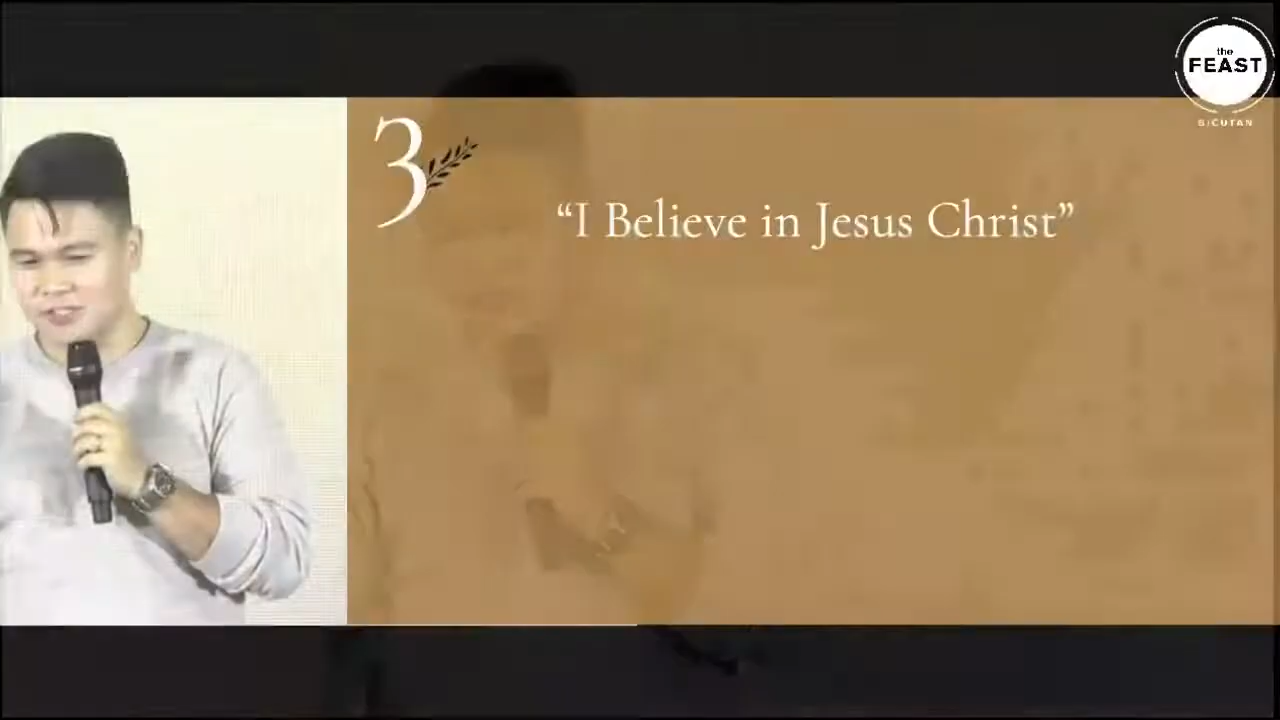 the
FEAST
BICUTAN
3
“I Believe in Jesus Christ”